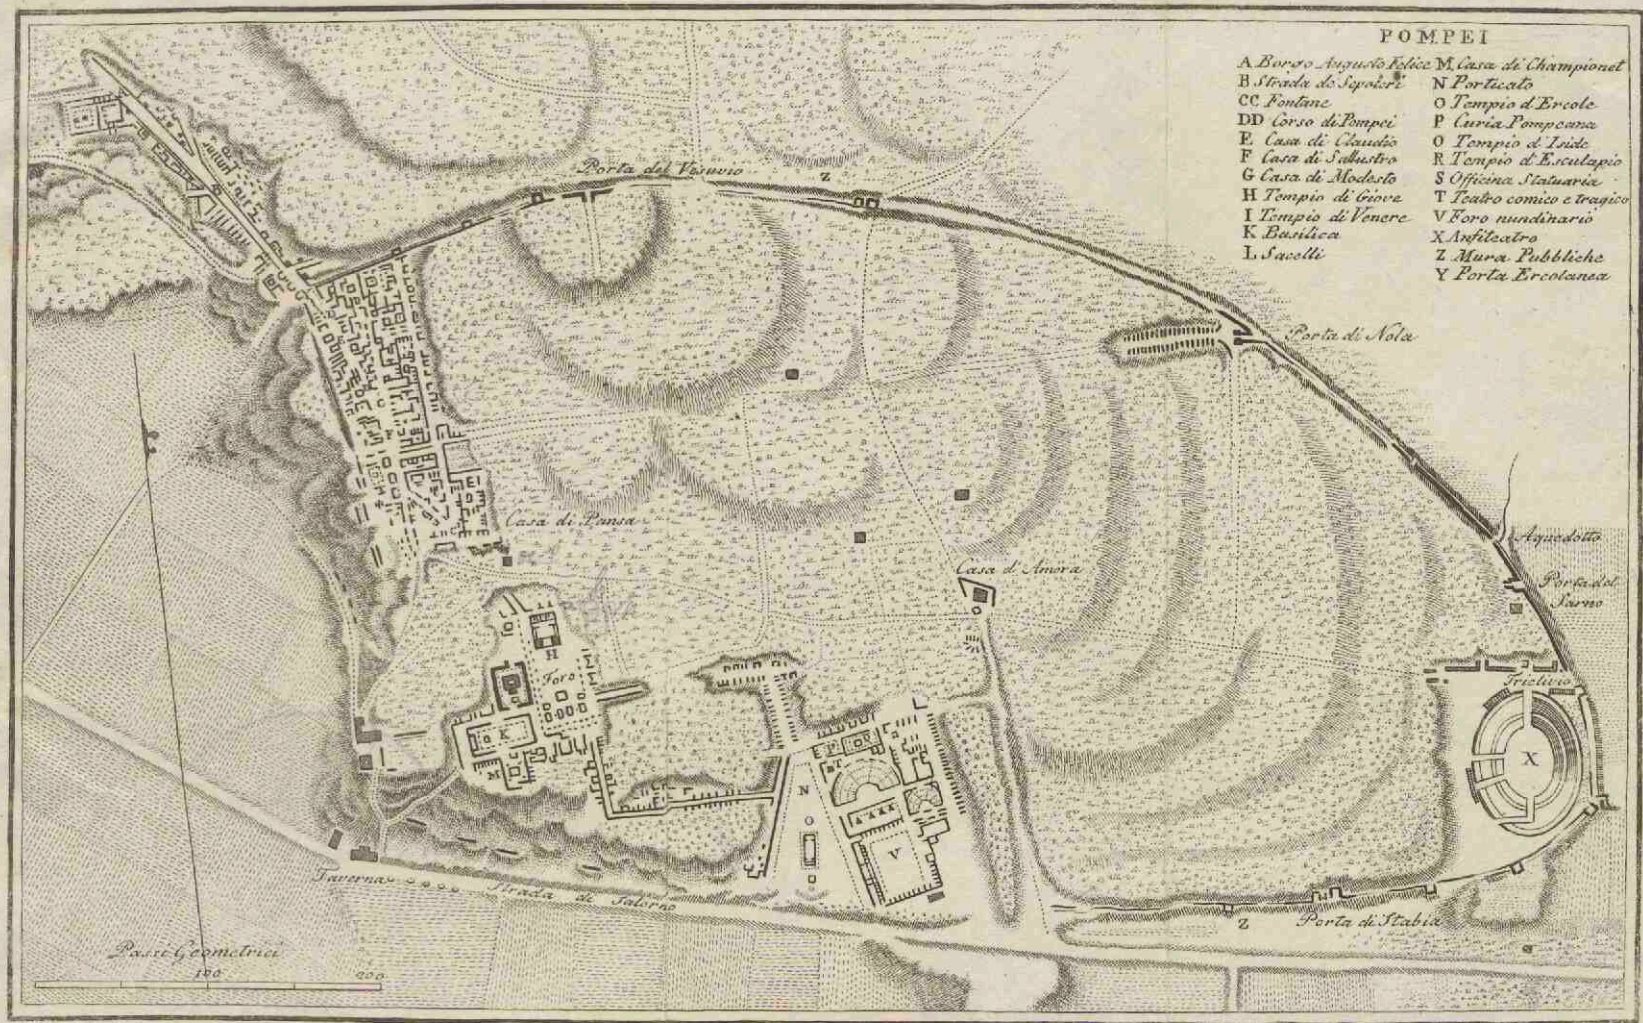 POMPEI
A Borgo Augusto Felice
B Strada de Sepolcri
CC Fontane
DD Corso di Pompei
E Casa di Claudio
F Casa di Sallustro
G Casa di Modesto
H Tempio di Giove
I Tempio di Venere
K Basilica
L Sacelli
M Casa di Championet
N Porticato
O Tempio d'Ercole
P Curia Pompeana
O Tempio d'Iside
R Tempio d'Esculapio
S Officina Statuaria
T Teatro comico e tragico
V Foro nundinario
X Anfiteatro
Z Mura Pubbliche
Y Porta Ercolanea
Porta del Vesuvio
Z
Porta di Nola
Casa di Pansa
Aquedotto
Casa d'Amora
Porta del
Sarno
H
Foro
Triclivio
K
X
M
N
O
V
Taverna
Strada di Salerno
Z
Porta di Stabia
Passi Geometrici
100
200